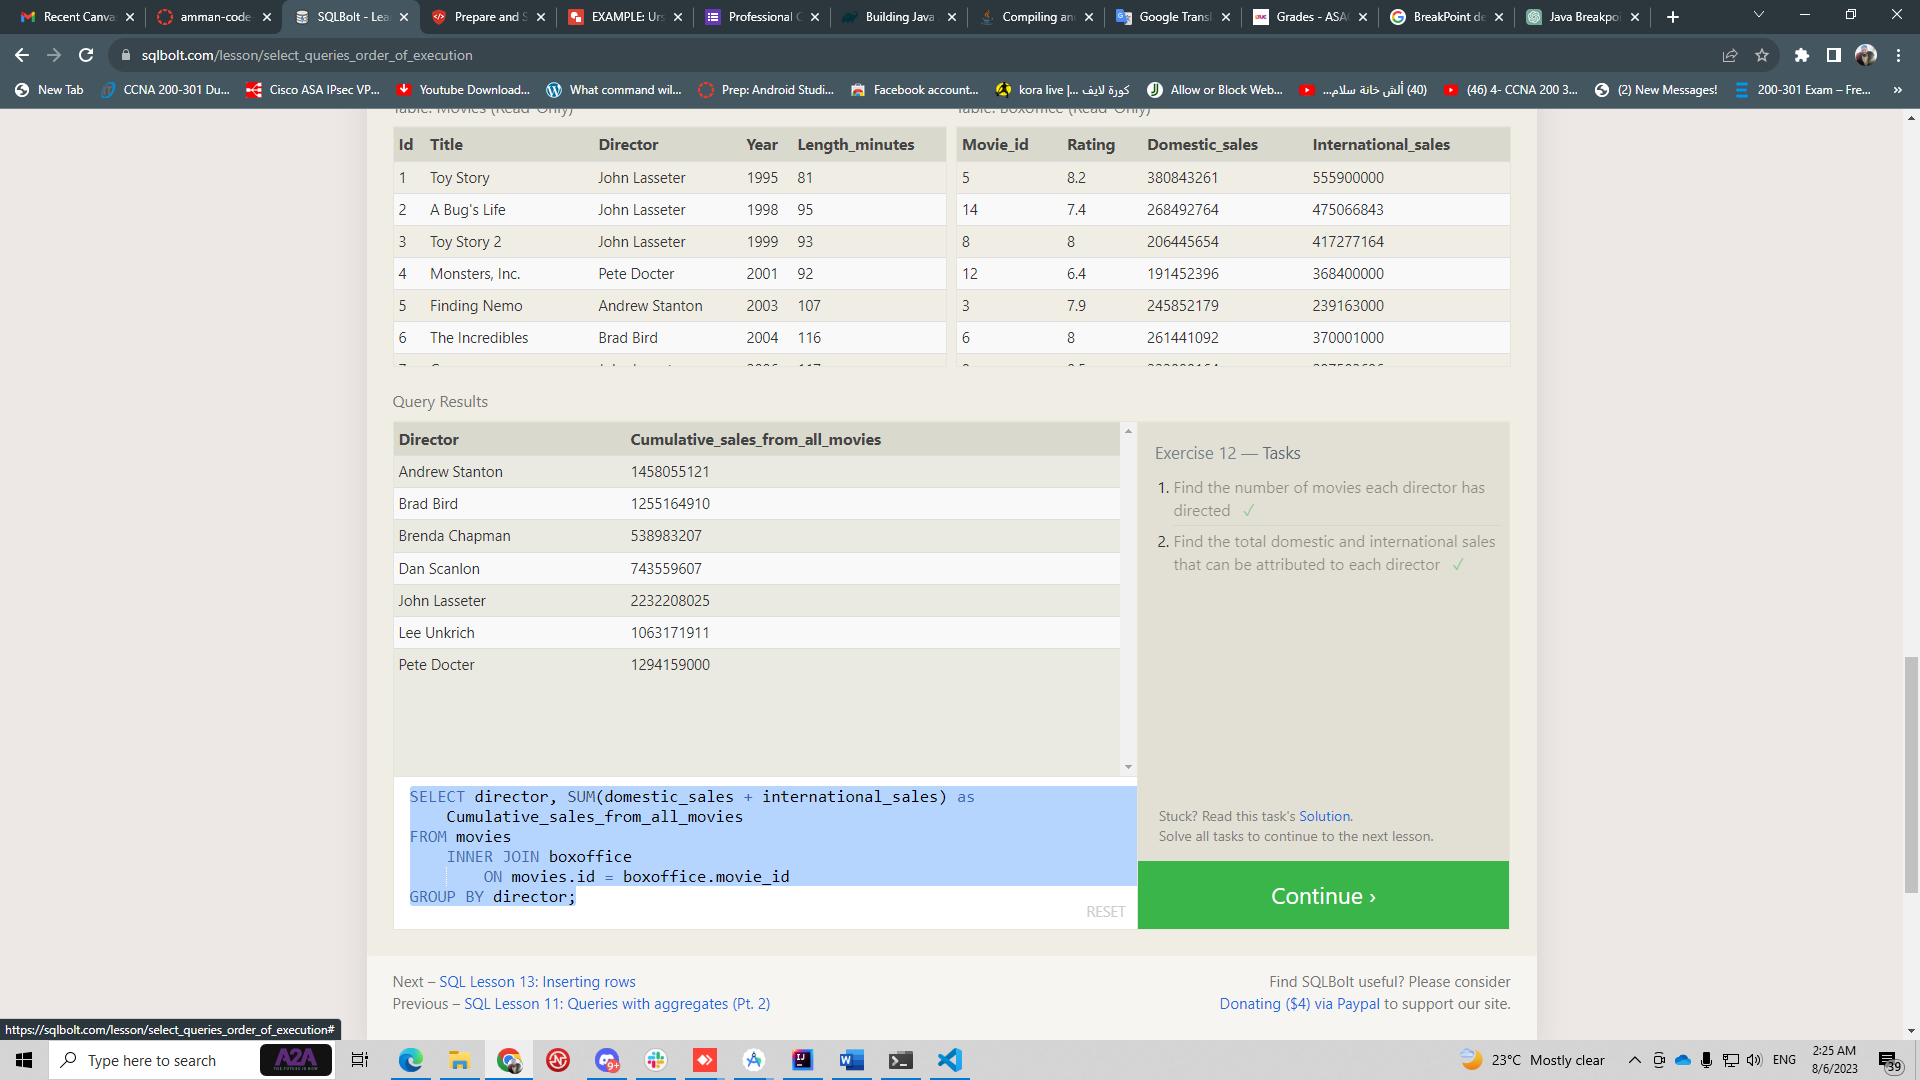 Recent Canva
amman-code
SQLBolt - Lea
Prepare and S
EXAMPLE: Urs
Professional C
Building Java
Compiling an
Google Transl
Grades - ASAC
BreakPoint de
Java Breakpoi
sqlbolt.com/lesson/select_queries_order_of_execution
New Tab
CCNA 200-301 Du...
Cisco ASA IPsec VP...
Youtube Download...
What command wil...
Prep: Android Studi...
Facebook account...
كورة لايف ...| kora live
Allow or Block Web...
(40) ألش خانة سلام...
(46) 4- CCNA 200 3...
(2) New Messages!
200-301 Exam – Fre...
»
Table: Movies (Read-Only)
Table: Boxoffice (Read-Only)
Id Title Director Year Length_minutes
1 Toy Story John Lasseter 1995 81
2 A Bug's Life John Lasseter 1998 95
3 Toy Story 2 John Lasseter 1999 93
4 Monsters, Inc. Pete Docter 2001 92
5 Finding Nemo Andrew Stanton 2003 107
6 The Incredibles Brad Bird 2004 116
Movie_id Rating Domestic_sales International_sales
5 8.2 380843261 555900000
14 7.4 268492764 475066843
8 8 206445654 417277164
12 6.4 191452396 368400000
3 7.9 245852179 239163000
6 8 261441092 370001000
Query Results
Director Cumulative_sales_from_all_movies
Andrew Stanton 1458055121
Brad Bird 1255164910
Brenda Chapman 538983207
Dan Scanlon 743559607
John Lasseter 2232208025
Lee Unkrich 1063171911
Pete Docter 1294159000
Exercise 12 — Tasks
1. Find the number of movies each director has
directed ✓
2. Find the total domestic and international sales
that can be attributed to each director ✓
SELECT director, SUM(domestic_sales + international_sales) as
Cumulative_sales_from_all_movies
FROM movies
INNER JOIN boxoffice
ON movies.id = boxoffice.movie_id
GROUP BY director;
RESET
Stuck? Read this task's Solution.
Solve all tasks to continue to the next lesson.
Continue ›
Next – SQL Lesson 13: Inserting rows
Previous – SQL Lesson 11: Queries with aggregates (Pt. 2)
Find SQLBolt useful? Please consider
Donating ($4) via Paypal to support our site.
https://sqlbolt.com/lesson/select_queries_order_of_execution#
Type here to search
A2A
9+
23°C Mostly clear
ENG
2:25 AM
8/6/2023
39